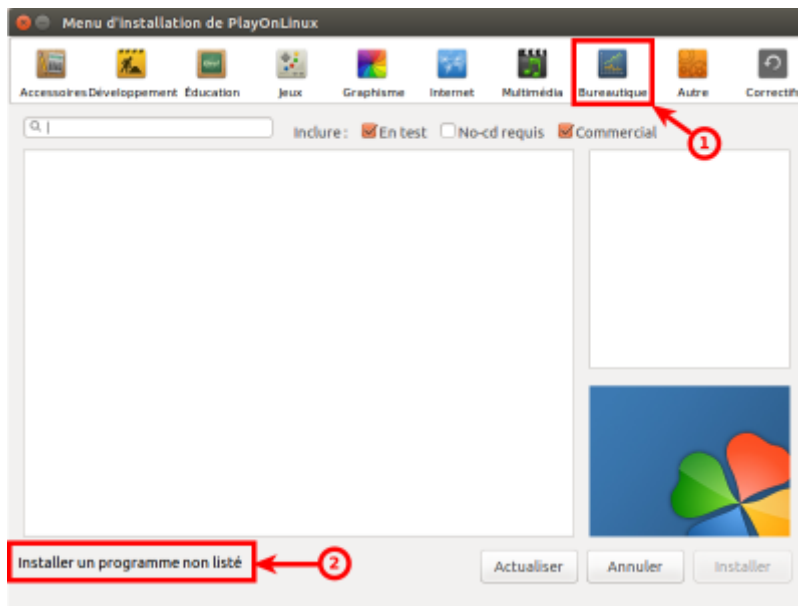 Menu d'installation de PlayOnLinux
Accessoires Développement Éducation Jeux Graphisme Internet Multimédia Bureautique Autre Correctifs
Inclure : En test No-cd requis Commercial
1
Installer un programme non listé
2
Actualiser Annuler Installer